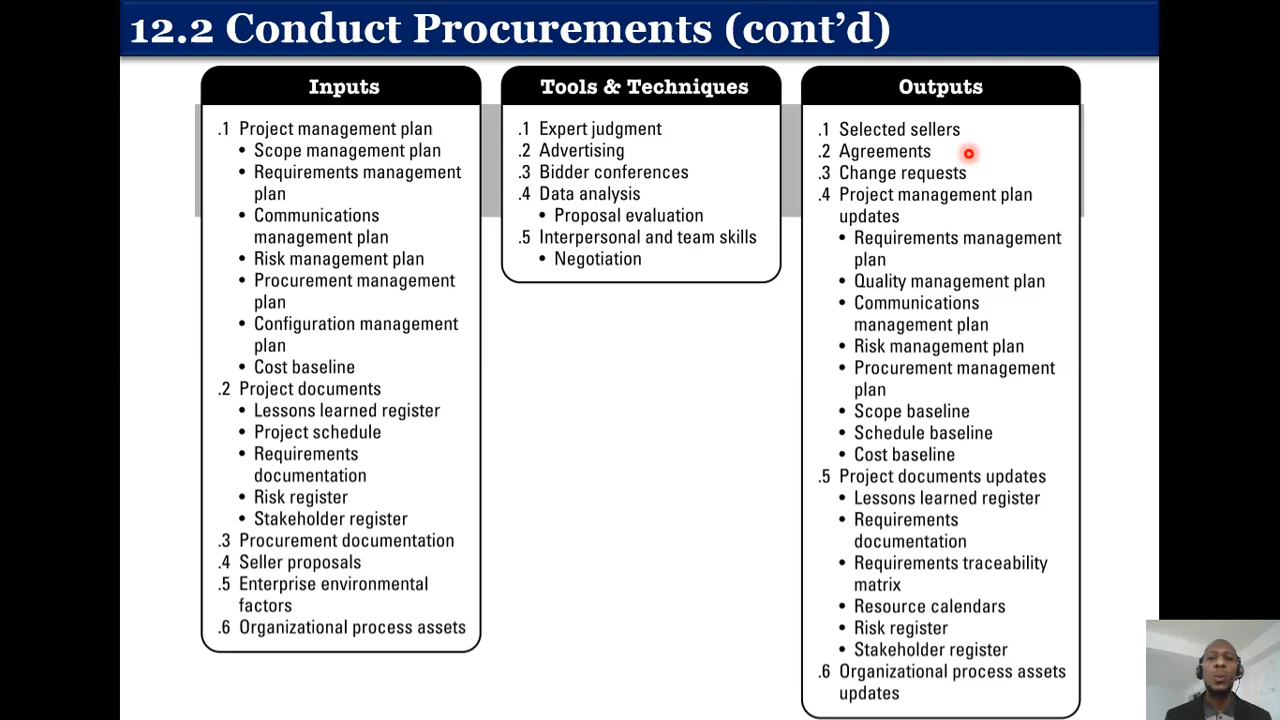 12.2 Conduct Procurements (cont’d)
Inputs
.1 Project management plan
• Scope management plan
• Requirements management
plan
• Communications
management plan
• Risk management plan
• Procurement management
plan
• Configuration management
plan
• Cost baseline
.2 Project documents
• Lessons learned register
• Project schedule
• Requirements
documentation
• Risk register
• Stakeholder register
.3 Procurement documentation
.4 Seller proposals
.5 Enterprise environmental
factors
.6 Organizational process assets
Tools & Techniques
.1 Expert judgment
.2 Advertising
.3 Bidder conferences
.4 Data analysis
• Proposal evaluation
.5 Interpersonal and team skills
• Negotiation
Outputs
.1 Selected sellers
.2 Agreements
.3 Change requests
.4 Project management plan
updates
• Requirements management
plan
• Quality management plan
• Communications
management plan
• Risk management plan
• Procurement management
plan
• Scope baseline
• Schedule baseline
• Cost baseline
.5 Project documents updates
• Lessons learned register
• Requirements
documentation
• Requirements traceability
matrix
• Resource calendars
• Risk register
• Stakeholder register
.6 Organizational process assets
updates